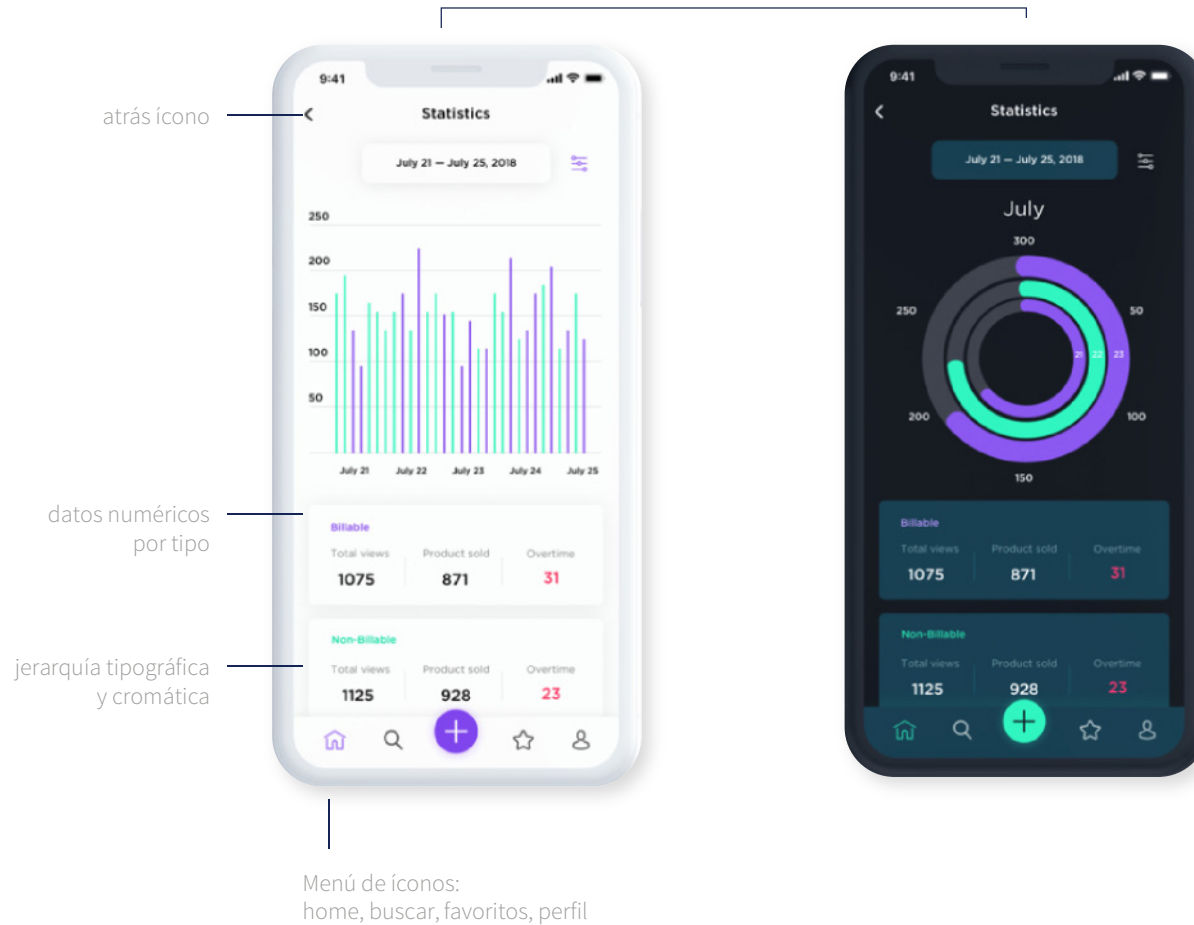 9:41
Statistics
July 21 — July 25, 2018
250
200
150
100
50
July 21 July 22 July 23 July 24 July 25
Billable
Total views Product sold Overtime
1075 871 31
Non-Billable
Total views Product sold Overtime
1125 928 23
atrás ícono
datos numéricos
por tipo
jerarquía tipográfica
y cromática
Menú de íconos:
home, buscar, favoritos, perfil
9:41
Statistics
July 21 — July 25, 2018
July
300
250 50
21 22 23
200 100
150
Billable
Total views Product sold Overtime
1075 871 31
Non-Billable
Total views Product sold Overtime
1125 928 23